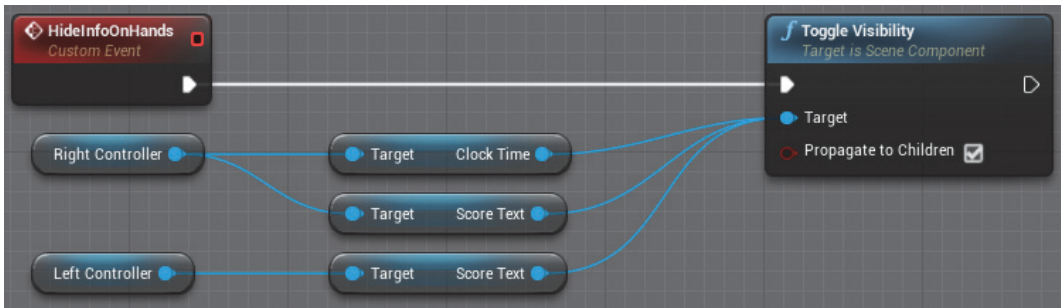 HideInfoOnHands
Custom Event
Toggle Visibility
Target is Scene Component
Target
Propagate to Children
Right Controller
Target Clock Time
Target Score Text
Left Controller
Target Score Text